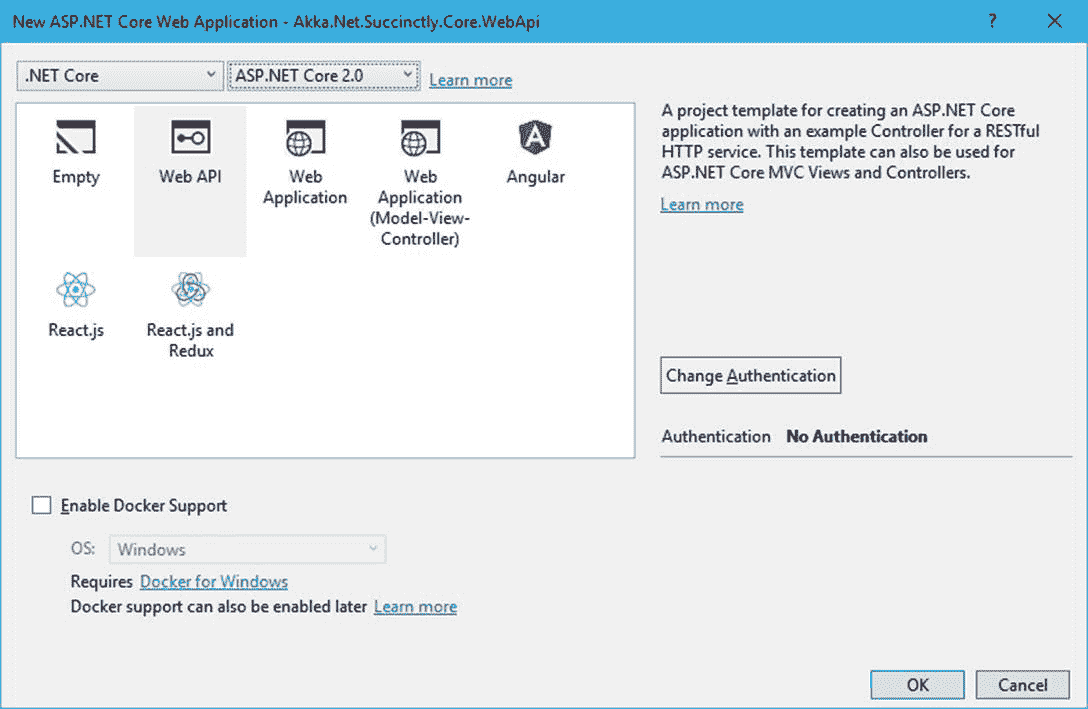 New ASP.NET Core Web Application - Akka.Net.Succinctly.Core.WebApi
?
.NET Core
ASP.NET Core 2.0
Learn more
Empty
Web API
Web
Application
Web
Application
(Model-View-
Controller)
Angular
React.js
React.js and
Redux
A project template for creating an ASP.NET Core
application with an example Controller for a RESTful
HTTP service. This template can also be used for
ASP.NET Core MVC Views and Controllers.
Learn more
Change Authentication
Authentication No Authentication
Enable Docker Support
OS: Windows
Requires Docker for Windows
Docker support can also be enabled later Learn more
OK
Cancel